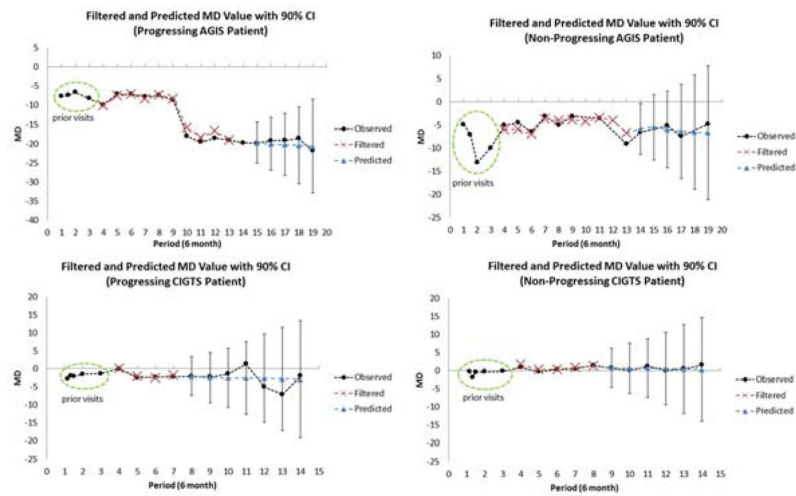 Filtered and Predicted MD Value with 90% CI
(Progressing AGIS Patient)
5
0
-5
-10
-15
-20
-25
-30
-35
-40
MD
prior visits
0 1 2 3 4 5 6 7 8 9 10 11 12 13 14 15 16 17 18 19 20
Period (6 month)
Observed
Filtered
Predicted
Filtered and Predicted MD Value with 90% CI
(Non-Progressing AGIS Patient)
10
5
0
-5
-10
-15
-20
-25
MD
prior visits
0 1 2 3 4 5 6 7 8 9 10 11 12 13 14 15 16 17 18 19 20
Period (6 month)
Observed
Filtered
Predicted
Filtered and Predicted MD Value with 90% CI
(Progressing CIGTS Patient)
20
15
10
5
0
-5
-10
-15
-20
-25
MD
prior visits
0 1 2 3 4 5 6 7 8 9 10 11 12 13 14 15
Period (6 month)
Observed
Filtered
Predicted
Filtered and Predicted MD Value with 90% CI
(Non-Progressing CIGTS Patient)
20
15
10
5
0
-5
-10
-15
-20
-25
MD
prior visits
0 1 2 3 4 5 6 7 8 9 10 11 12 13 14 15
Period (6 month)
Observed
Filtered
Predicted